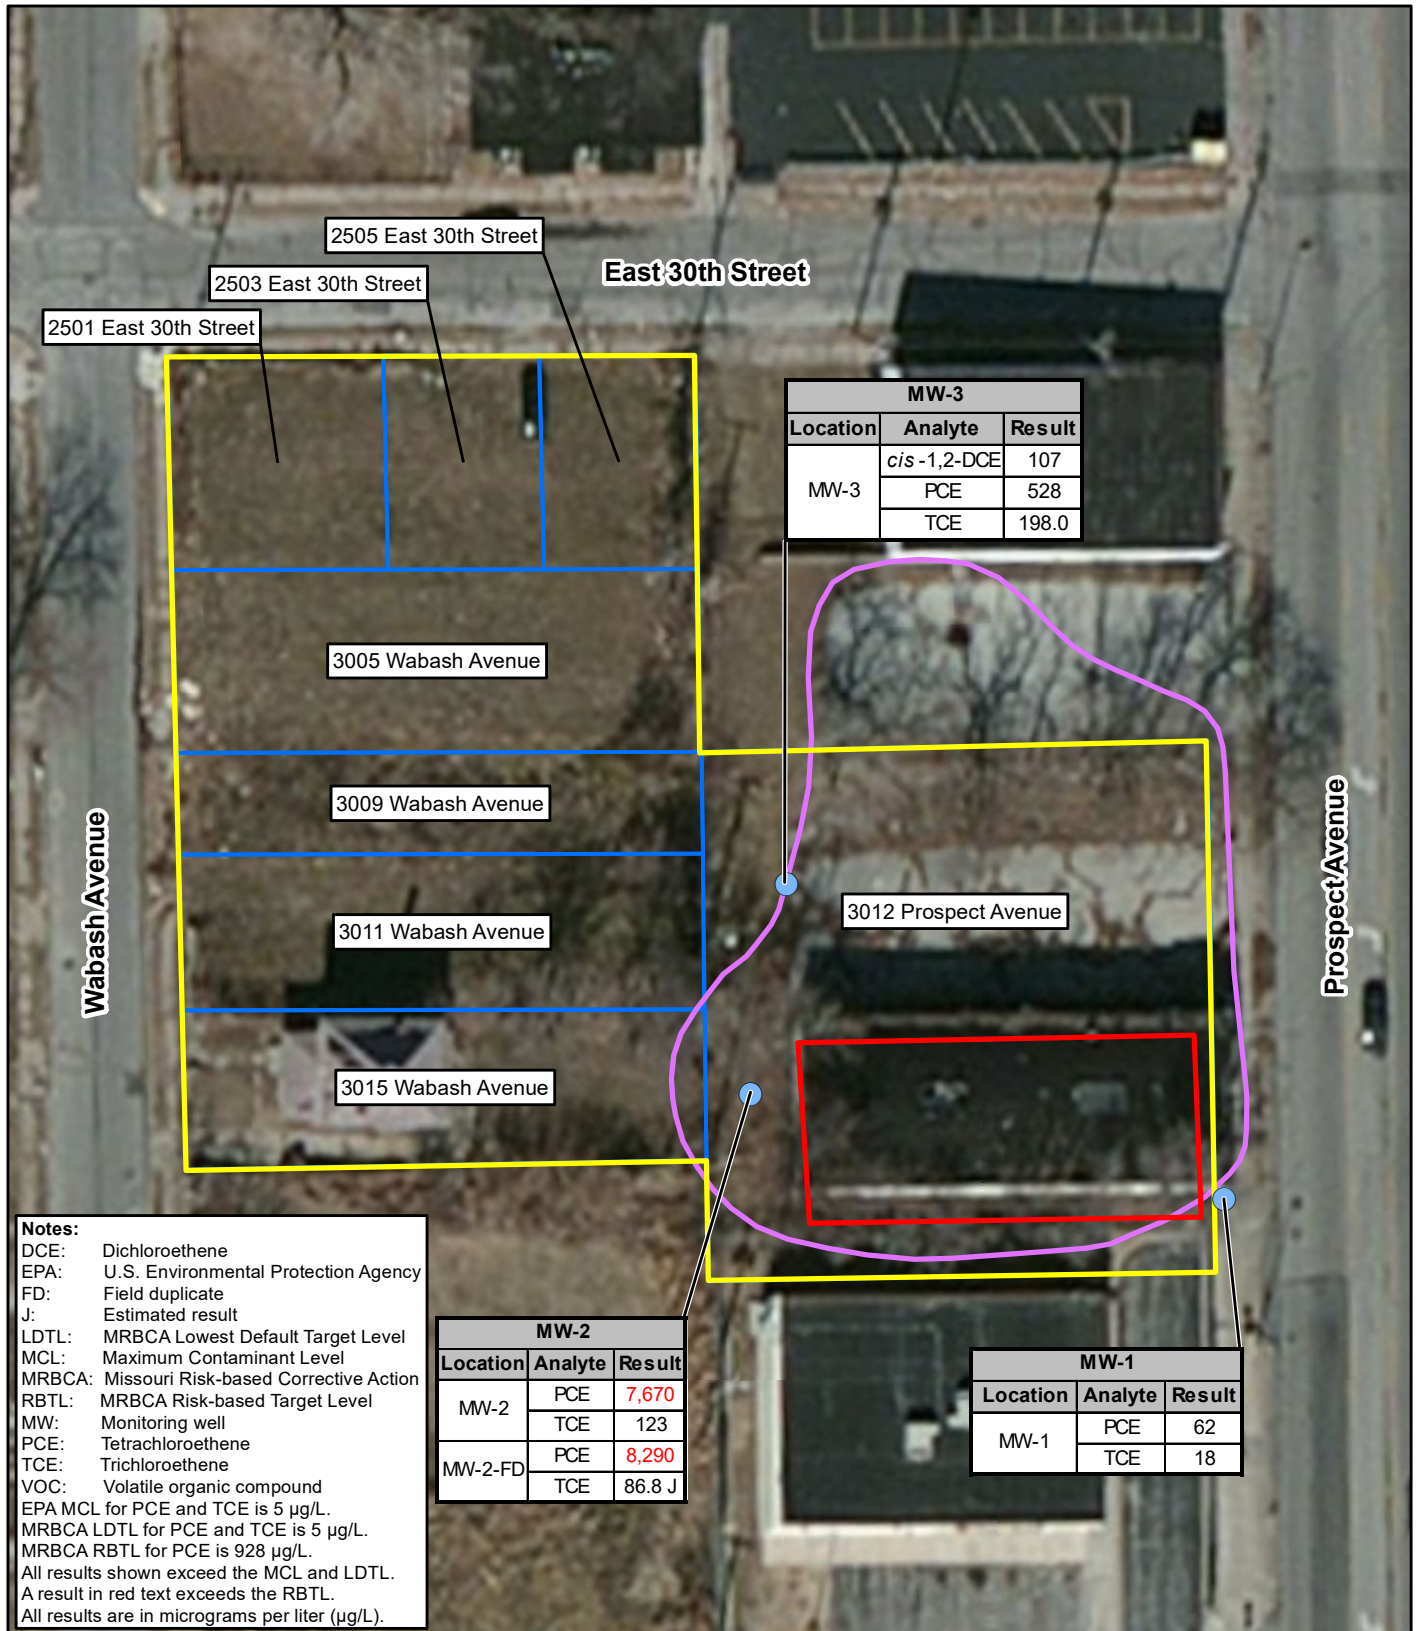 2505 East 30th Street
East 30th Street
2503 East 30th Street
2501 East 30th Street
MW-3
Location Analyte Result
MW-3 cis-1,2-DCE 107
PCE 528
TCE 198.0
3005 Wabash Avenue
3009 Wabash Avenue
Wabash Avenue
Prospect Avenue
3012 Prospect Avenue
3011 Wabash Avenue
3015 Wabash Avenue
Notes:
DCE: Dichloroethene
EPA: U.S. Environmental Protection Agency
FD: Field duplicate
J: Estimated result
LDTL: MRBCA Lowest Default Target Level
MCL: Maximum Contaminant Level
MRBCA: Missouri Risk-based Corrective Action
RBTL: MRBCA Risk-based Target Level
MW: Monitoring well
PCE: Tetrachloroethene
TCE: Trichloroethene
VOC: Volatile organic compound
EPA MCL for PCE and TCE is 5 µg/L.
MRBCA LDTL for PCE and TCE is 5 µg/L.
MRBCA RBTL for PCE is 928 µg/L.
All results shown exceed the MCL and LDTL.
A result in red text exceeds the RBTL.
All results are in micrograms per liter (µg/L).
MW-2
Location Analyte Result
MW-2 PCE 7,670
TCE 123
MW-2-FD PCE 8,290
TCE 86.8 J
MW-1
Location Analyte Result
MW-1 PCE 62
TCE 18